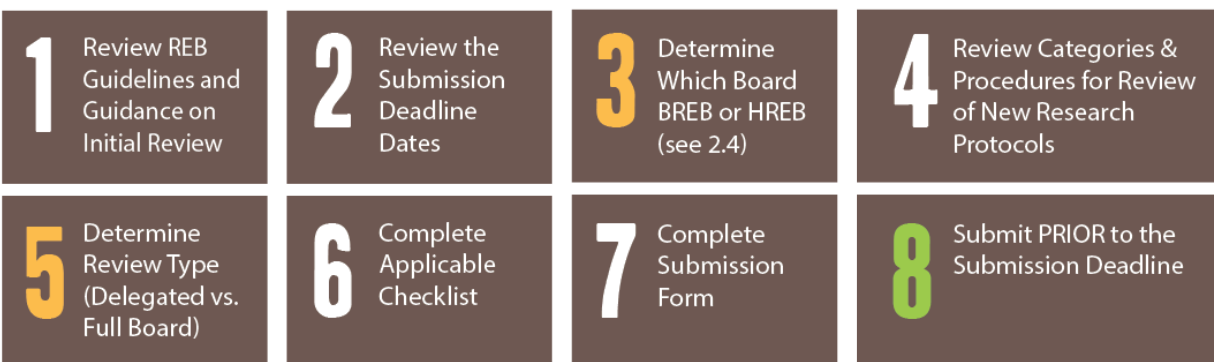 1
Review REB
Guidelines and
Guidance on
Initial Review
2
Review the
Submission
Deadline
Dates
3
Determine
Which Board
BREB or HREB
(see 2.4)
4
Review Categories &
Procedures for Review
of New Research
Protocols
5
Determine
Review Type
(Delegated vs.
Full Board)
6
Complete
Applicable
Checklist
7
Complete
Submission
Form
8
Submit PRIOR to the
Submission Deadline